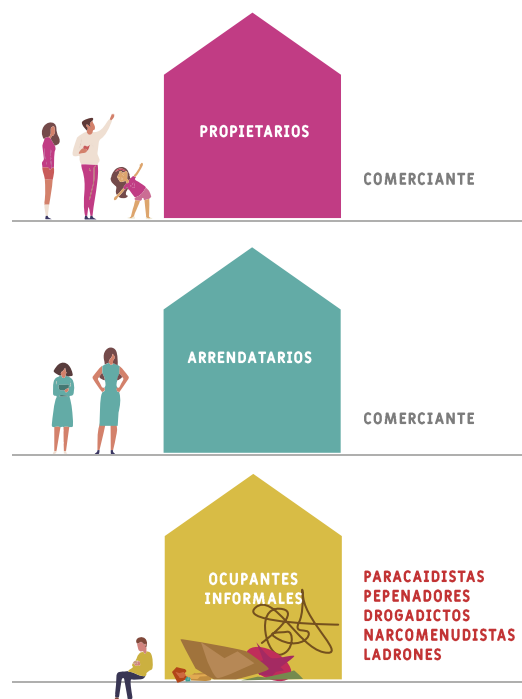 PROPIETARIOS
COMERCIANTE
ARRENDATARIOS
COMERCIANTE
OCUPANTES
INFORMALES
PARACAIDISTAS
PEPENADORES
DROGADICTOS
NARCOMENUDISTAS
LADRONES